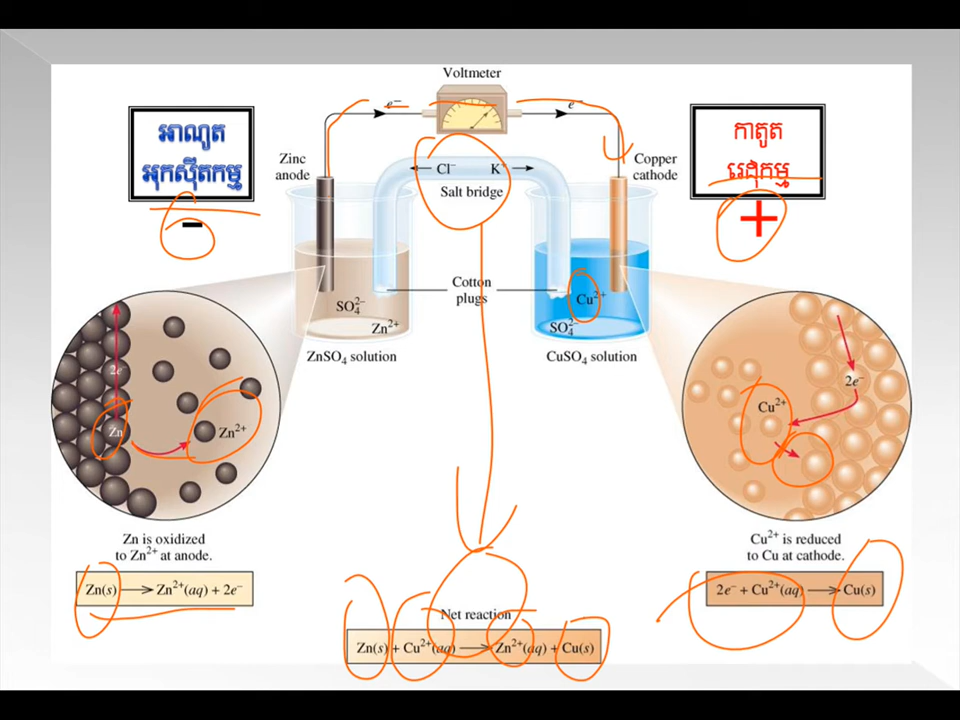 Voltmeter
e⁻
e⁻
អាណូត
អុកស៊ីតកម្ម
-
កាតូត
រេដុកម្ម
+
Zinc
anode
Cl⁻
K⁺
Salt bridge
Copper
cathode
Cotton
plugs
SO₄²⁻
Zn²⁺
Cu²⁺
SO₄²⁻
ZnSO₄ solution
CuSO₄ solution
2e⁻
Zn
Zn²⁺
2e⁻
Cu²⁺
Zn is oxidized
to Zn²⁺ at anode.
Cu²⁺ is reduced
to Cu at cathode.
Zn(s) ⟶ Zn²⁺(aq) + 2e⁻
2e⁻ + Cu²⁺(aq) ⟶ Cu(s)
Net reaction
Zn(s) + Cu²⁺(aq) ⟶ Zn²⁺(aq) + Cu(s)